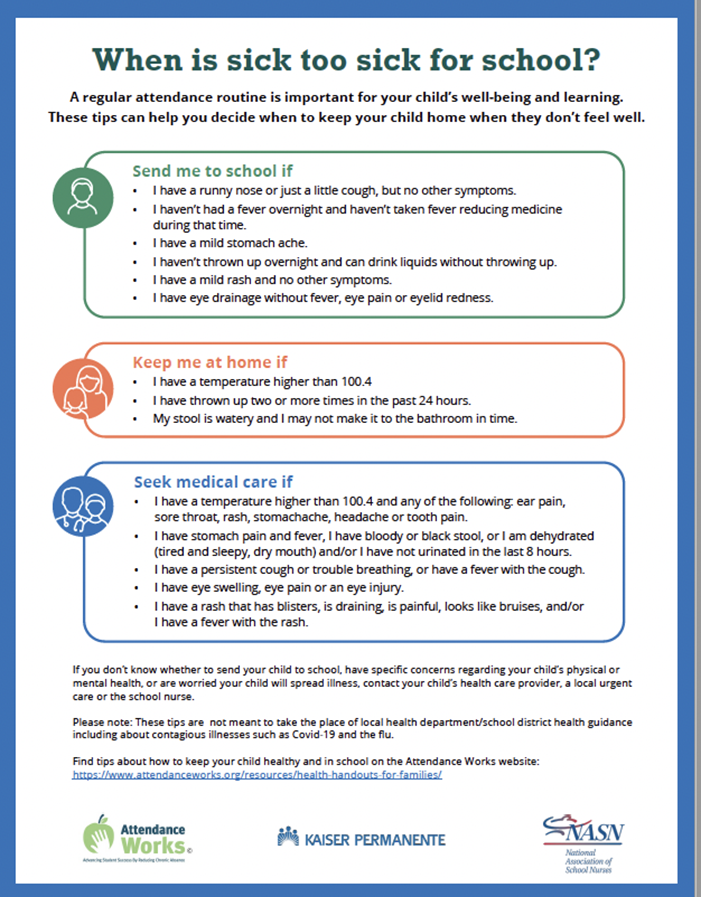 When is sick too sick for school?
A regular attendance routine is important for your child's well-being and learning.
These tips can help you decide when to keep your child home when they don't feel well.
Send me to school if
• I have a runny nose or just a little cough, but no other symptoms.
• I haven't had a fever overnight and haven't taken fever reducing medicine
during that time.
• I have a mild stomach ache.
• I haven't thrown up overnight and can drink liquids without throwing up.
• I have a mild rash and no other symptoms.
• I have eye drainage without fever, eye pain or eyelid redness.
Keep me at home if
• I have a temperature higher than 100.4
• I have thrown up two or more times in the past 24 hours.
• My stool is watery and I may not make it to the bathroom in time.
Seek medical care if
• I have a temperature higher than 100.4 and any of the following: ear pain,
sore throat, rash, stomachache, headache or tooth pain.
• I have stomach pain and fever, I have bloody or black stool, or I am dehydrated
(tired and sleepy, dry mouth) and/or I have not urinated in the last 8 hours.
• I have a persistent cough or trouble breathing, or have a fever with the cough.
• I have eye swelling, eye pain or an eye injury.
• I have a rash that has blisters, is draining, is painful, looks like bruises, and/or
I have a fever with the rash.
If you don't know whether to send your child to school, have specific concerns regarding your child's physical or
mental health, or are worried your child will spread illness, contact your child's health care provider, a local urgent
care or the school nurse.
Please note: These tips are not meant to take the place of local health department/school district health guidance
including about contagious illnesses such as Covid-19 and the flu.
Find tips about how to keep your child healthy and in school on the Attendance Works website:
https://www.attendanceworks.org/resources/health-handouts-for-families/
Attendance
Works©
Advancing Student Success By Reducing Chronic Absence
KAISER PERMANENTE
NASN
National
Association of
School Nurses